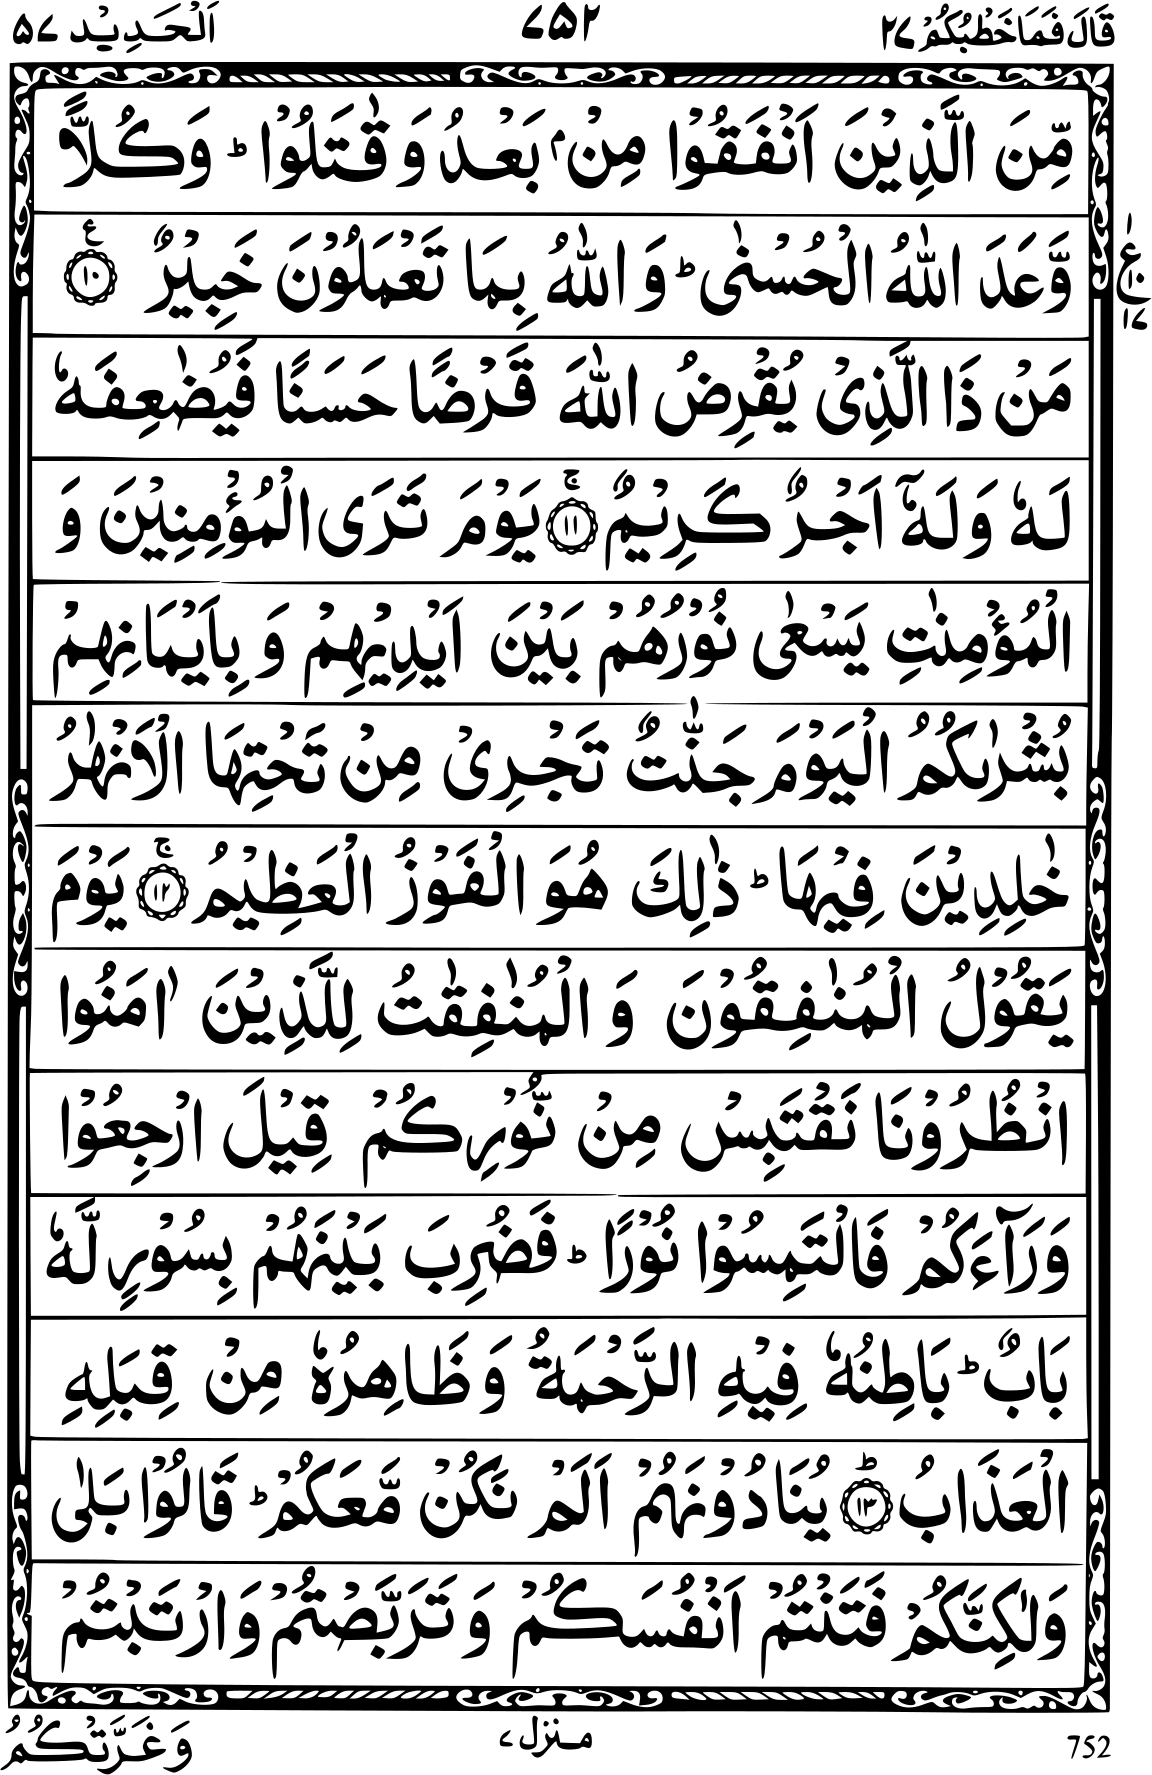 قَالَ فَمَا خَطْبُكُمْ ٢٧ ٧٥٢ اَلْحَدِيْد ٥٧
مِّنَ الَّذِيْنَ اَنْفَقُوْا مِنْۢ بَعْدُ وَ قٰتَلُوْا ؕ وَ كُلًّا
وَّعَدَ اللّٰهُ الْحُسْنٰى ؕ وَ اللّٰهُ بِمَا تَعْمَلُوْنَ خَبِيْرٌ ۧ ﴿١٠﴾
ع ١٠ ١٧
مَنْ ذَا الَّذِيْ يُقْرِضُ اللّٰهَ قَرْضًا حَسَنًا فَيُضٰعِفَهٗ
لَهٗ وَ لَهٗۤ اَجْرٌ كَرِيْمٌ ۚ ﴿١١﴾ يَوْمَ تَرَى الْمُؤْمِنِيْنَ وَ
الْمُؤْمِنٰتِ يَسْعٰى نُوْرُهُمْ بَيْنَ اَيْدِيْهِمْ وَ بِاَيْمَانِهِمْ
بُشْرٰىكُمُ الْيَوْمَ جَنّٰتٌ تَجْرِيْ مِنْ تَحْتِهَا الْاَنْهٰرُ
خٰلِدِيْنَ فِيْهَا ؕ ذٰلِكَ هُوَ الْفَوْزُ الْعَظِيْمُ ۚ ﴿١٢﴾ يَوْمَ
يَقُوْلُ الْمُنٰفِقُوْنَ وَ الْمُنٰفِقٰتُ لِلَّذِيْنَ اٰمَنُوا
انْظُرُوْنَا نَقْتَبِسْ مِنْ نُّوْرِكُمْ قِيْلَ ارْجِعُوْا
وَرَآءَكُمْ فَالْتَمِسُوْا نُوْرًا ؕ فَضُرِبَ بَيْنَهُمْ بِسُوْرٍ لَّهٗ
بَابٌ ؕ بَاطِنُهٗ فِيْهِ الرَّحْمَةُ وَ ظَاهِرُهٗ مِنْ قِبَلِهِ
الْعَذَابُ ؕ ﴿١٣﴾ يُنَادُوْنَهُمْ اَلَمْ نَكُنْ مَّعَكُمْ ؕ قَالُوْا بَلٰى
وَ لٰكِنَّكُمْ فَتَنْتُمْ اَنْفُسَكُمْ وَ تَرَبَّصْتُمْ وَ ارْتَبْتُمْ
752 منزل ٧ وَ غَرَّتْكُمُ